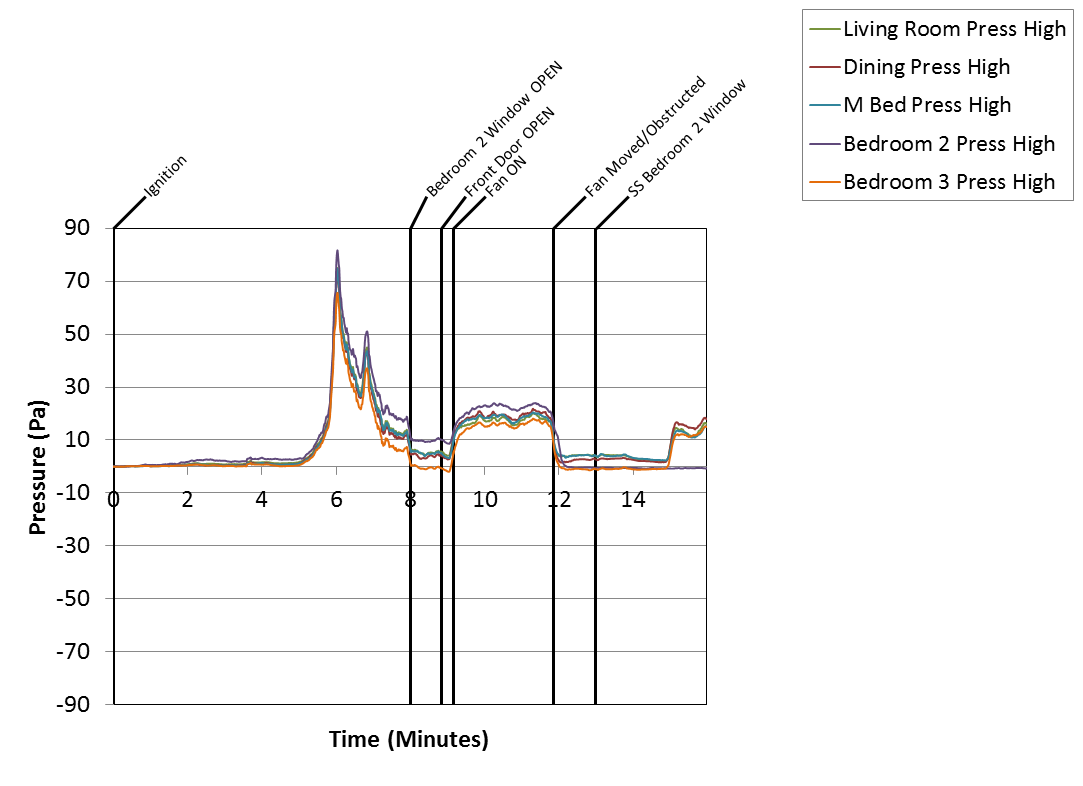 Living Room Press High
Dining Press High
M Bed Press High
Bedroom 2 Press High
Bedroom 3 Press High
Ignition
Bedroom 2 Window OPEN
Front Door OPEN
Fan ON
Fan Moved/Obstructed
SS Bedroom 2 Window
Pressure (Pa)
90
70
50
30
10
-10
-30
-50
-70
-90
0 2 4 6 8 10 12 14
Time (Minutes)